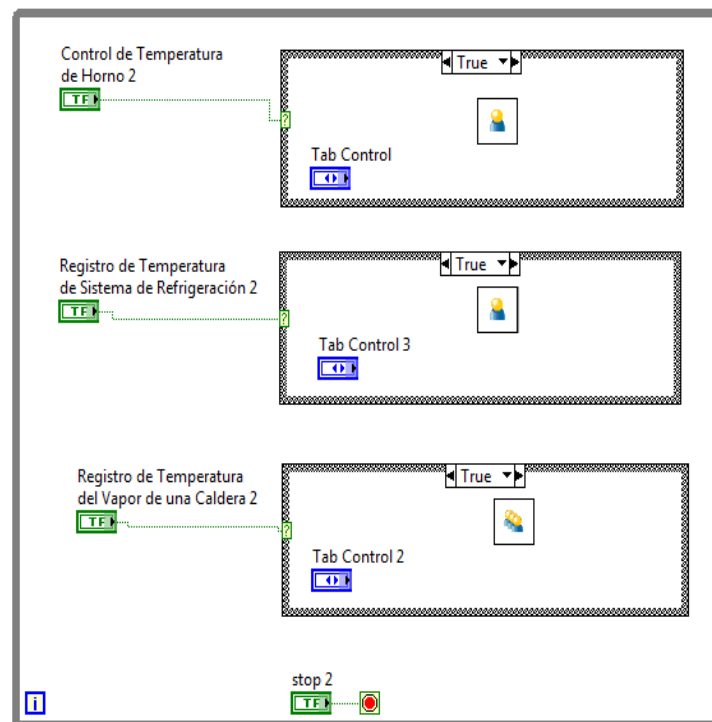 Control de Temperatura
de Horno 2
TF
True
?
Tab Control
Registro de Temperatura
de Sistema de Refrigeración 2
TF
True
?
Tab Control 3
Registro de Temperatura
del Vapor de una Caldera 2
TF
True
?
Tab Control 2
stop 2
TF
i